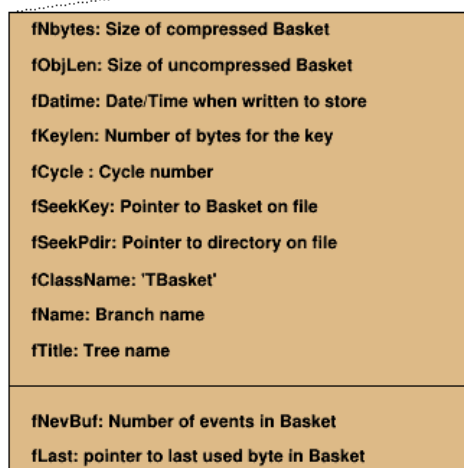 fNbytes: Size of compressed Basket
fObjLen: Size of uncompressed Basket
fDatime: Date/Time when written to store
fKeylen: Number of bytes for the key
fCycle : Cycle number
fSeekKey: Pointer to Basket on file
fSeekPdir: Pointer to directory on file
fClassName: 'TBasket'
fName: Branch name
fTitle: Tree name
fNevBuf: Number of events in Basket
fLast: pointer to last used byte in Basket